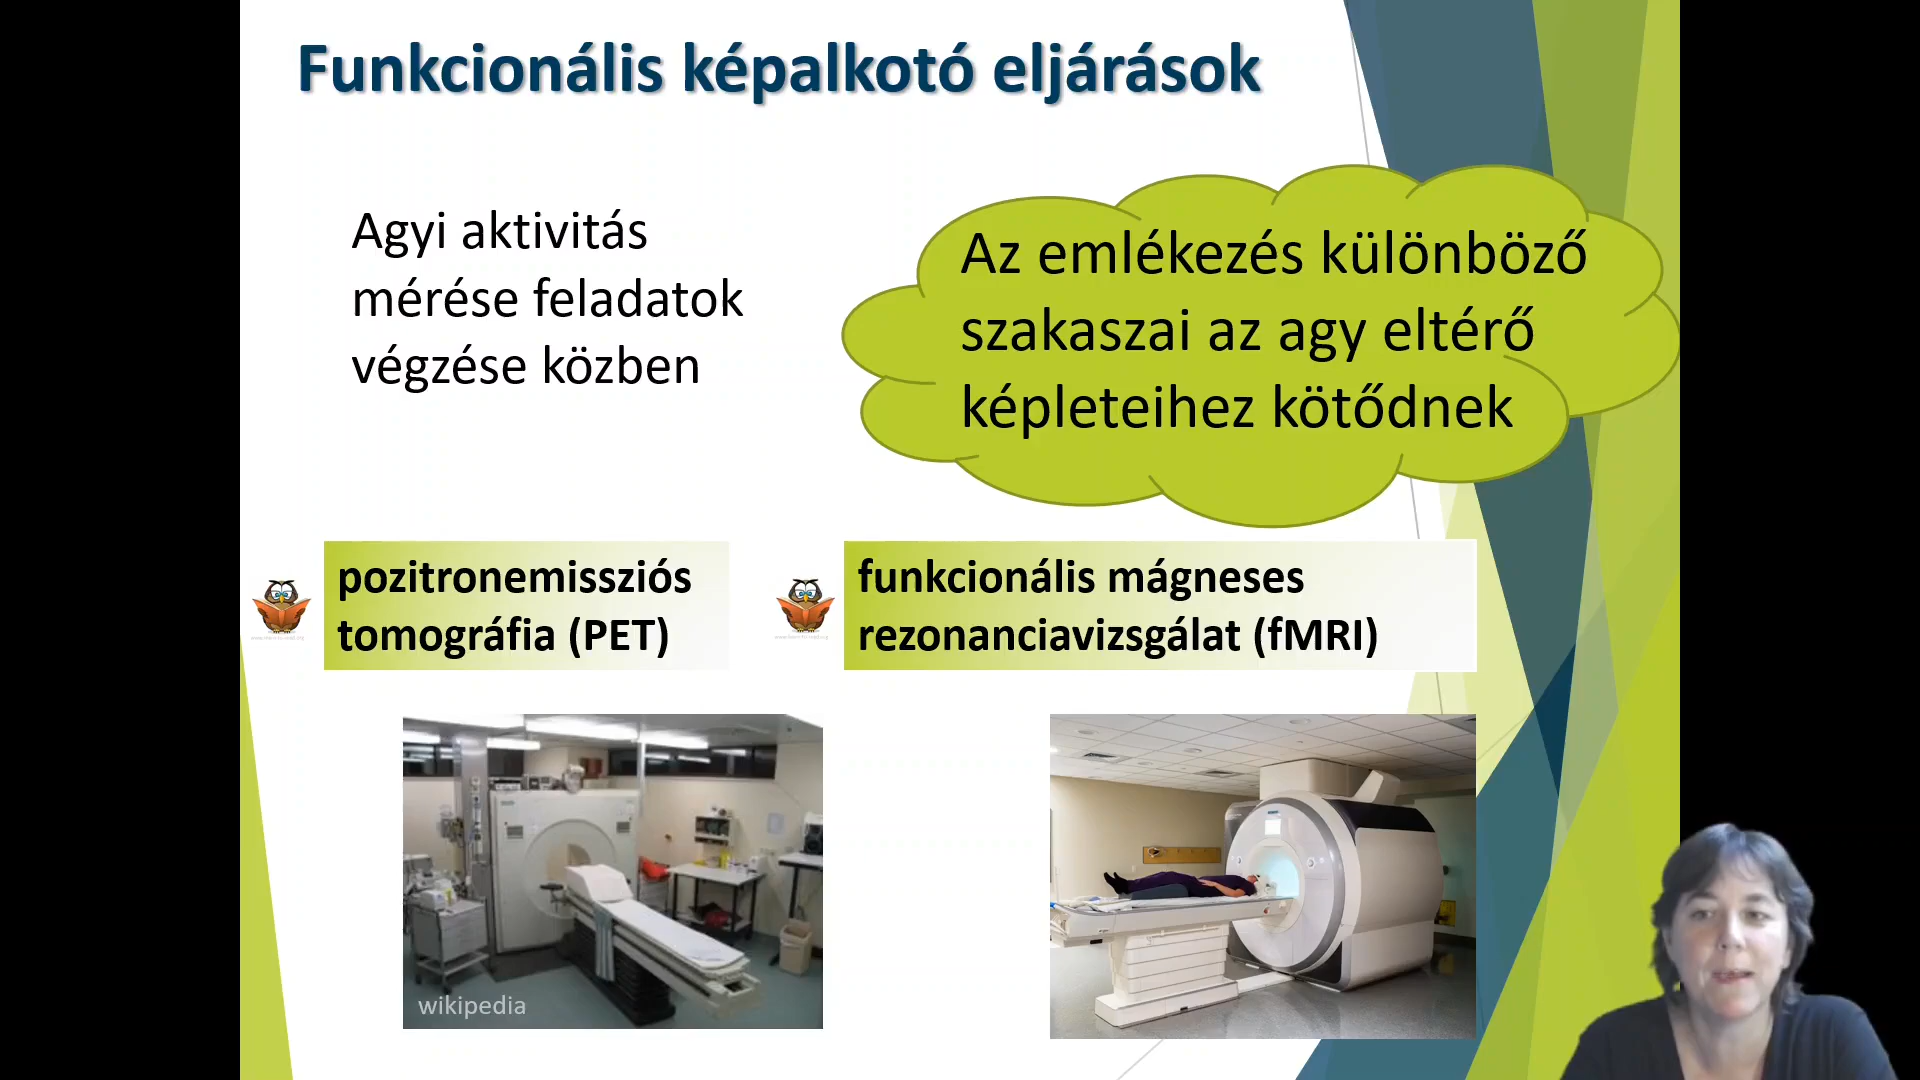 Funkcionális képalkotó eljárások
Agyi aktivitás
mérése feladatok
végzése közben
Az emlékezés különböző
szakaszai az agy eltérő
képleteihez kötődnek
pozitronemissziós
tomográfia (PET)
funkcionális mágneses
rezonanciavizsgálat (fMRI)
wikipedia